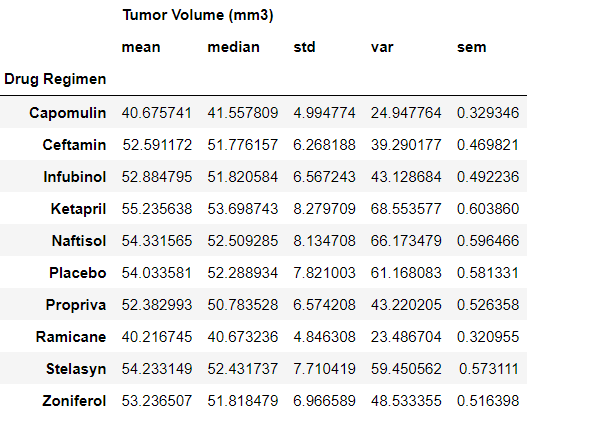 Tumor Volume (mm3)
mean median std var sem
Drug Regimen
Capomulin 40.675741 41.557809 4.994774 24.947764 0.329346
Ceftamin 52.591172 51.776157 6.268188 39.290177 0.469821
Infubinol 52.884795 51.820584 6.567243 43.128684 0.492236
Ketapril 55.235638 53.698743 8.279709 68.553577 0.603860
Naftisol 54.331565 52.509285 8.134708 66.173479 0.596466
Placebo 54.033581 52.288934 7.821003 61.168083 0.581331
Propriva 52.382993 50.783528 6.574208 43.220205 0.526358
Ramicane 40.216745 40.673236 4.846308 23.486704 0.320955
Stelasyn 54.233149 52.431737 7.710419 59.450562 0.573111
Zoniferol 53.236507 51.818479 6.966589 48.533355 0.516398